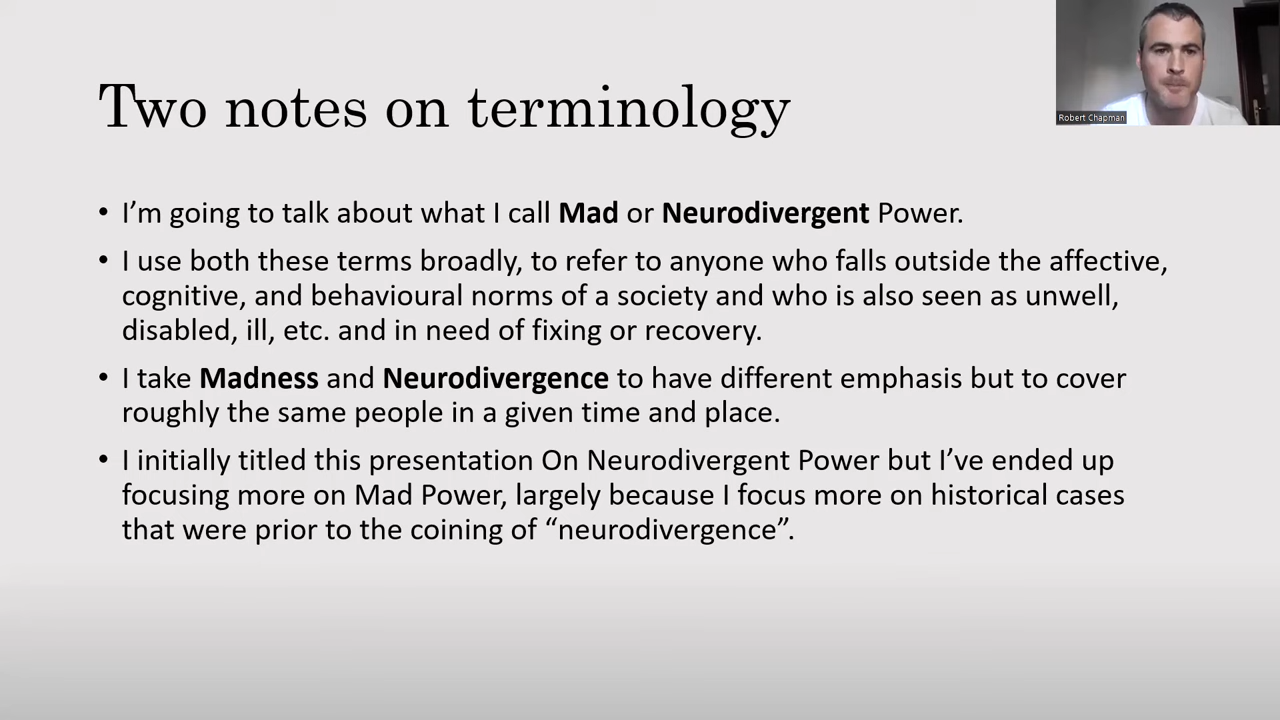 Two notes on terminology
Robert Chapman
• I’m going to talk about what I call Mad or Neurodivergent Power.
• I use both these terms broadly, to refer to anyone who falls outside the affective,
cognitive, and behavioural norms of a society and who is also seen as unwell,
disabled, ill, etc. and in need of fixing or recovery.
• I take Madness and Neurodivergence to have different emphasis but to cover
roughly the same people in a given time and place.
• I initially titled this presentation On Neurodivergent Power but I’ve ended up
focusing more on Mad Power, largely because I focus more on historical cases
that were prior to the coining of “neurodivergence”.